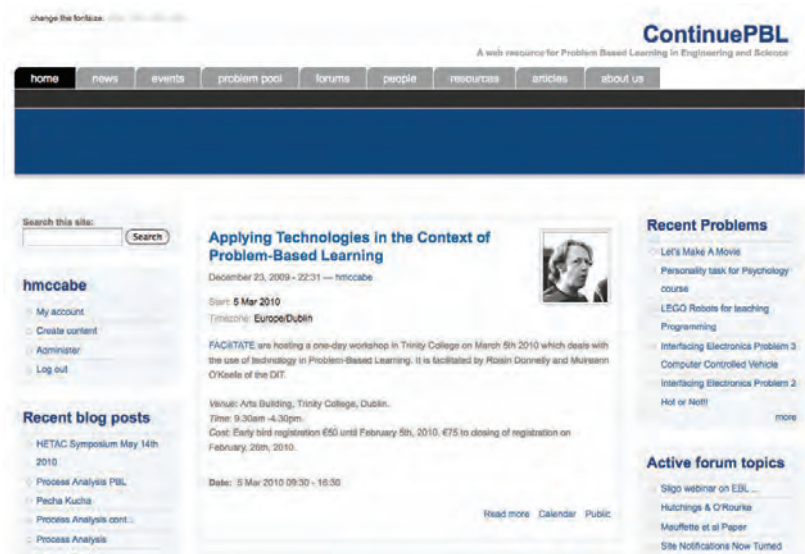 change the fontsize:
ContinuePBL
A web resource for Problem Based Learning in Engineering and Science
home news events problem pool forums people resources articles about us
Search this site:
Search
hmccabe
My account
Create content
Administer
Log out
Recent blog posts
HETAC Symposium May 14th
2010
Process Analysis PBL
Pecha Kucha
Process Analysis cont...
Process Analysis
Applying Technologies in the Context of
Problem-Based Learning
December 23, 2009 - 22:31 — hmccabe
Start: 5 Mar 2010
Timezone: Europe/Dublin
are hosting a one-day workshop in Trinity College on March 5th 2010 which deals with
the use of technology in Problem-Based Learning. It is facilitated by Roisin Donnelly and Muireann
O'Keefe of the DIT.
Venue: Arts Building, Trinity College, Dublin.
Time: 9.30am -4.30pm.
Cost: Early bird registration €50 until February 5th, 2010. €75 to closing of registration on
February, 26th, 2010.
Date: 5 Mar 2010 09:30 - 16:30
Read more Calendar Public
Recent Problems
Let's Make A Movie
Personality task for Psychology
course
LEGO Robots for teaching
Programming
Interfacing Electronics Problem 3
Computer Controlled Vehicle
Interfacing Electronics Problem 2
Hot or Not!!
more
Active forum topics
Sligo webinar on EBL ...
Hutchings & O'Rourke
Mauffette et al Paper
Site Notifications Now Turned